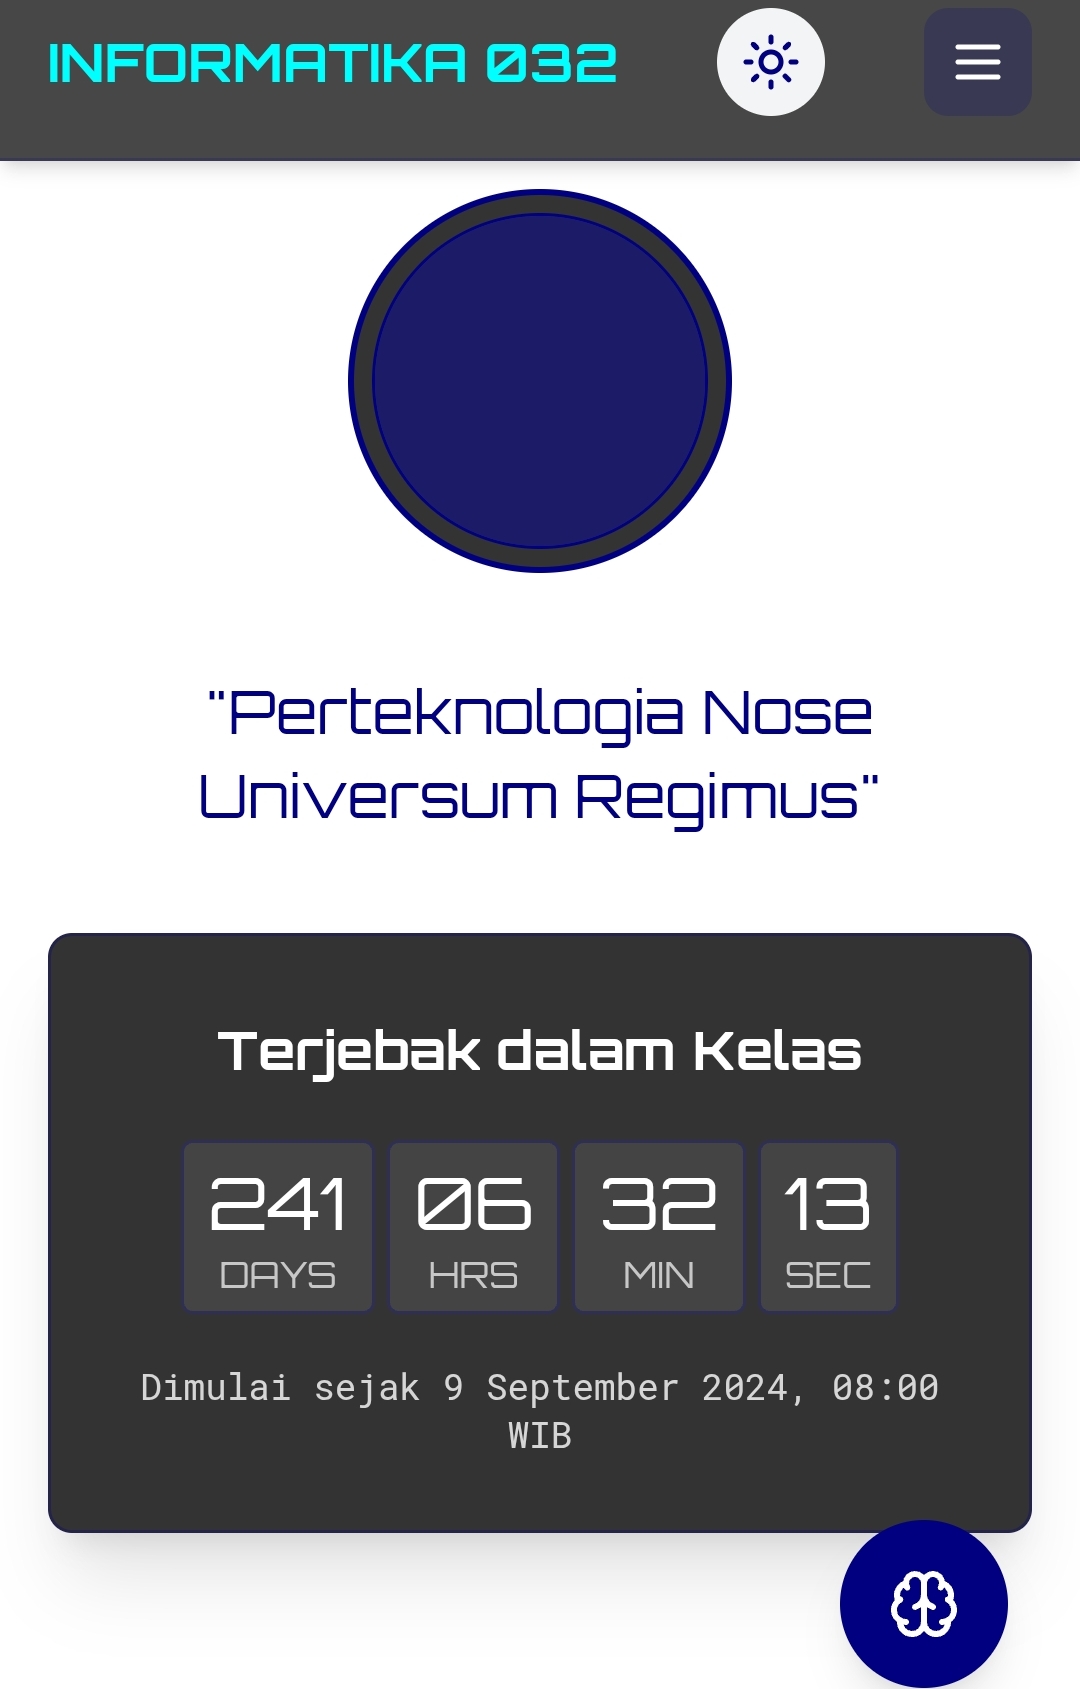 INFORMATIKA 032
"Perteknologia Nose
Universum Regimus"
Terjebak dalam Kelas
241 06 32 13
DAYS HRS MIN SEC
Dimulai sejak 9 September 2024, 08:00
WIB